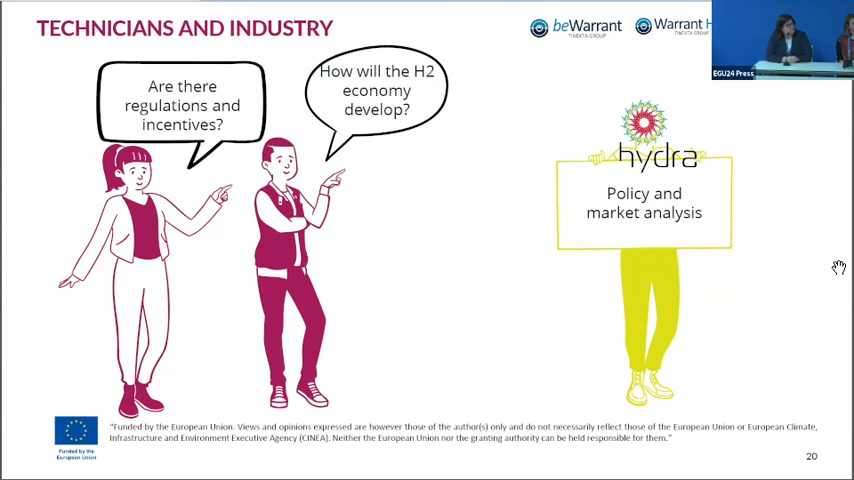 TECHNICIANS AND INDUSTRY
beWarrant
TINEXTA GROUP
Warrant H
TINEXTA GR
EGU24 Press
Are there
regulations and
incentives?
How will the H2
economy
develop?
hydra
Policy and
market analysis
Funded by the
European Union
"Funded by the European Union. Views and opinions expressed are however those of the author(s) only and do not necessarily reflect those of the European Union or European Climate,
Infrastructure and Environment Executive Agency (CINEA). Neither the European Union nor the granting authority can be held responsible for them."
20